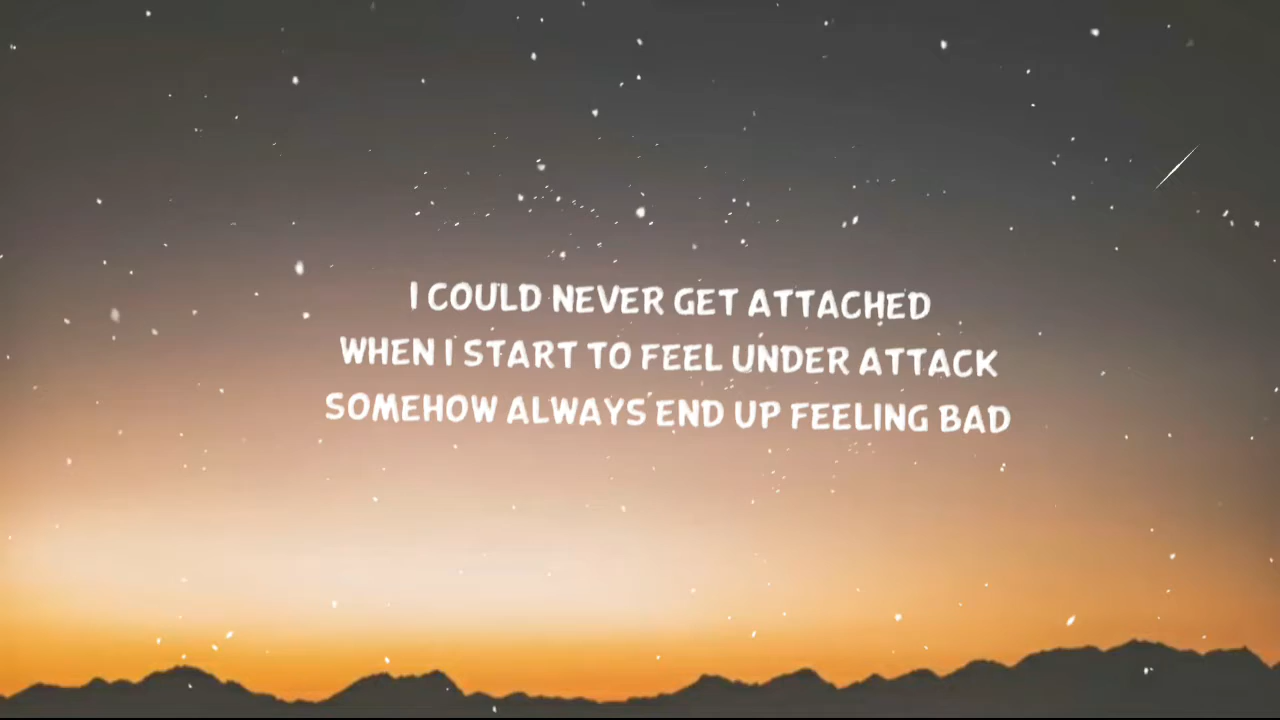 I COULD NEVER GET ATTACHED
WHEN I START TO FEEL UNDER ATTACK
SOMEHOW ALWAYS END UP FEELING BAD